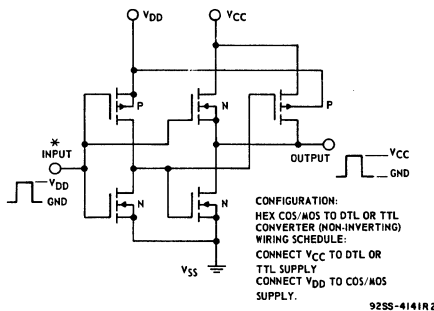 VDD
VCC
P
N
P
*
INPUT
OUTPUT
VDD
GND
N
N
VCC
GND
VSS
CONFIGURATION:
HEX COS/MOS TO DTL OR TTL
CONVERTER (NON-INVERTING)
WIRING SCHEDULE:
CONNECT VCC TO DTL OR
TTL SUPPLY
CONNECT VDD TO COS/MOS
SUPPLY.
92SS-4141R2